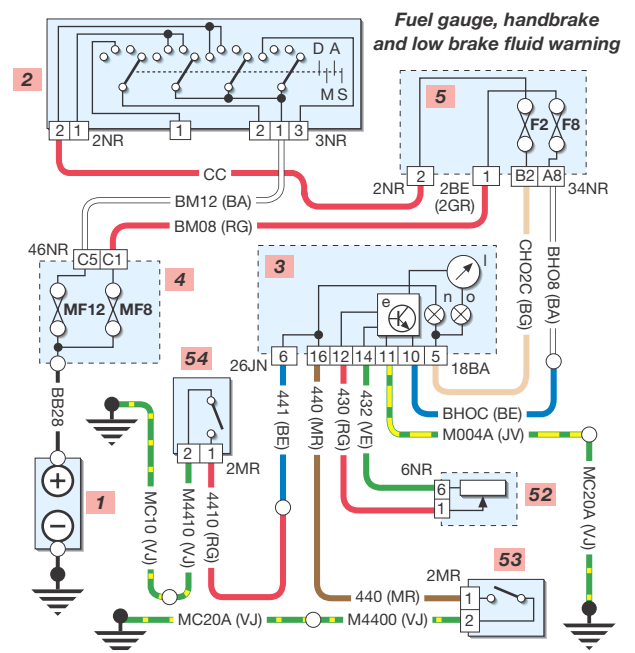 Fuel gauge, handbrake
and low brake fluid warning
2
D A
M S
2 1
2NR
1
2 1 3
3NR
5
F2
F8
2
2NR
1
2BE
(2GR)
B2 A8
34NR
CC
BM12 (BA)
BM08 (RG)
46NR
C5 C1
4
MF12
MF8
3
I
e
n
o
6
26JN
16 12 14 11 10 5
18BA
CHO2C (BG)
BHO8 (BA)
BHOC (BE)
M004A (JV)
54
2 1
2MR
BB28
1
+
−
MC10 (VJ)
M4410 (VJ)
4410 (RG)
441 (BE)
440 (MR)
430 (RG)
432 (VE)
6NR
6
1
52
MC20A (VJ)
53
2MR
1
2
440 (MR)
MC20A (VJ)
M4400 (VJ)